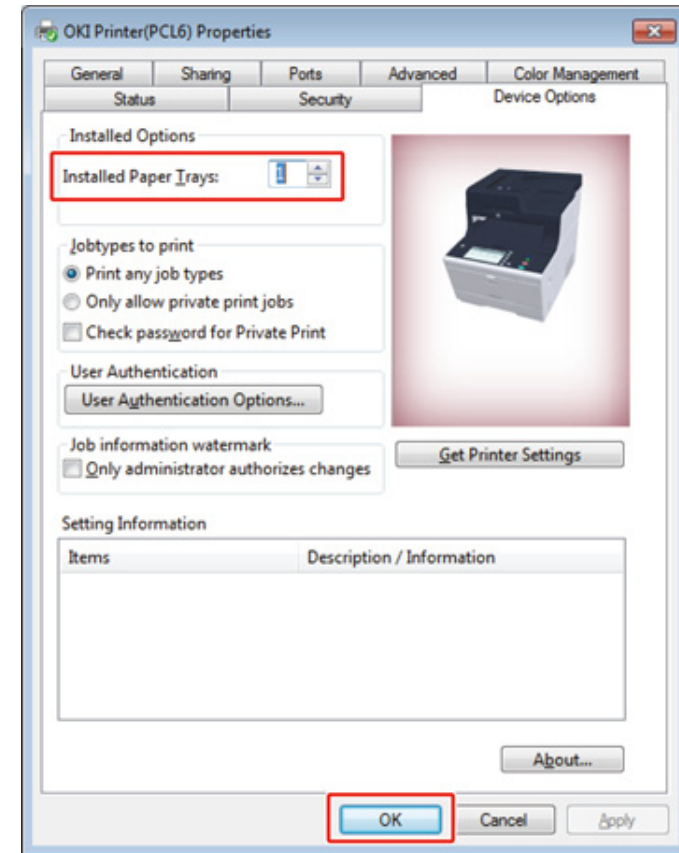 OKI Printer(PCL6) Properties
General Sharing Ports Advanced Color Management
Status Security Device Options
Installed Options
Installed Paper Trays: 1
Jobtypes to print
Print any job types
Only allow private print jobs
Check password for Private Print
User Authentication
User Authentication Options...
Job information watermark
Only administrator authorizes changes
Get Printer Settings
Setting Information
Items Description / Information
About...
OK Cancel Apply